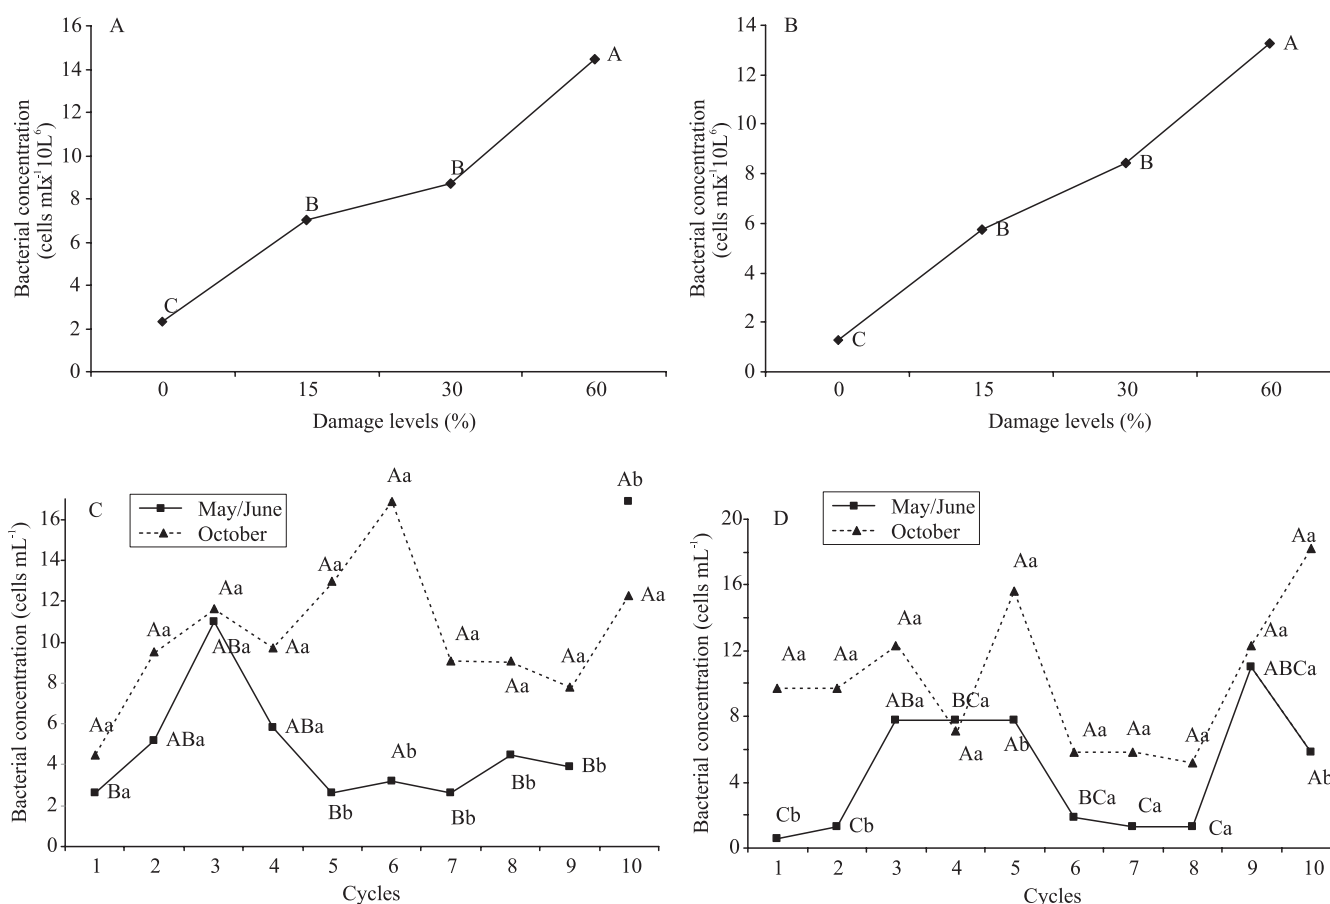 A
16
14
12
10
8
6
4
2
0
Bacterial concentration
(cells mlx⁻¹10L⁶)
C
B
B
A
0 15 30 60
Damage levels (%)
B
14
12
10
8
6
4
2
0
Bacterial concentration
(cells mlx⁻¹10L⁶)
C
B
B
A
0 15 30 60
Damage levels (%)
C
May/June
October
16
14
12
10
8
6
4
2
0
Bacterial concentration (cells mL⁻¹)
Aa Aa Aa Aa Aa Aa Aa Aa Aa Aa
Ba ABa ABa ABa Bb Ab Bb Bb Ab
1 2 3 4 5 6 7 8 9 10
Cycles
D
May/June
October
20
16
12
8
4
0
Bacterial concentration (cells mL⁻¹)
Aa Aa Aa Aa Aa Aa Aa Aa Aa Aa
Cb Cb ABa BCa Ab BCa Ca Ca ABCa Ab
1 2 3 4 5 6 7 8 9 10
Cycles